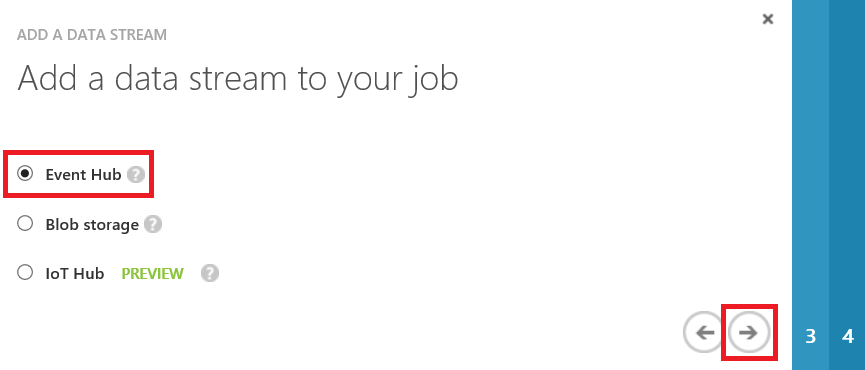 ADD A DATA STREAM
Add a data stream to your job
Event Hub ?
Blob storage ?
IoT Hub PREVIEW ?
3 4